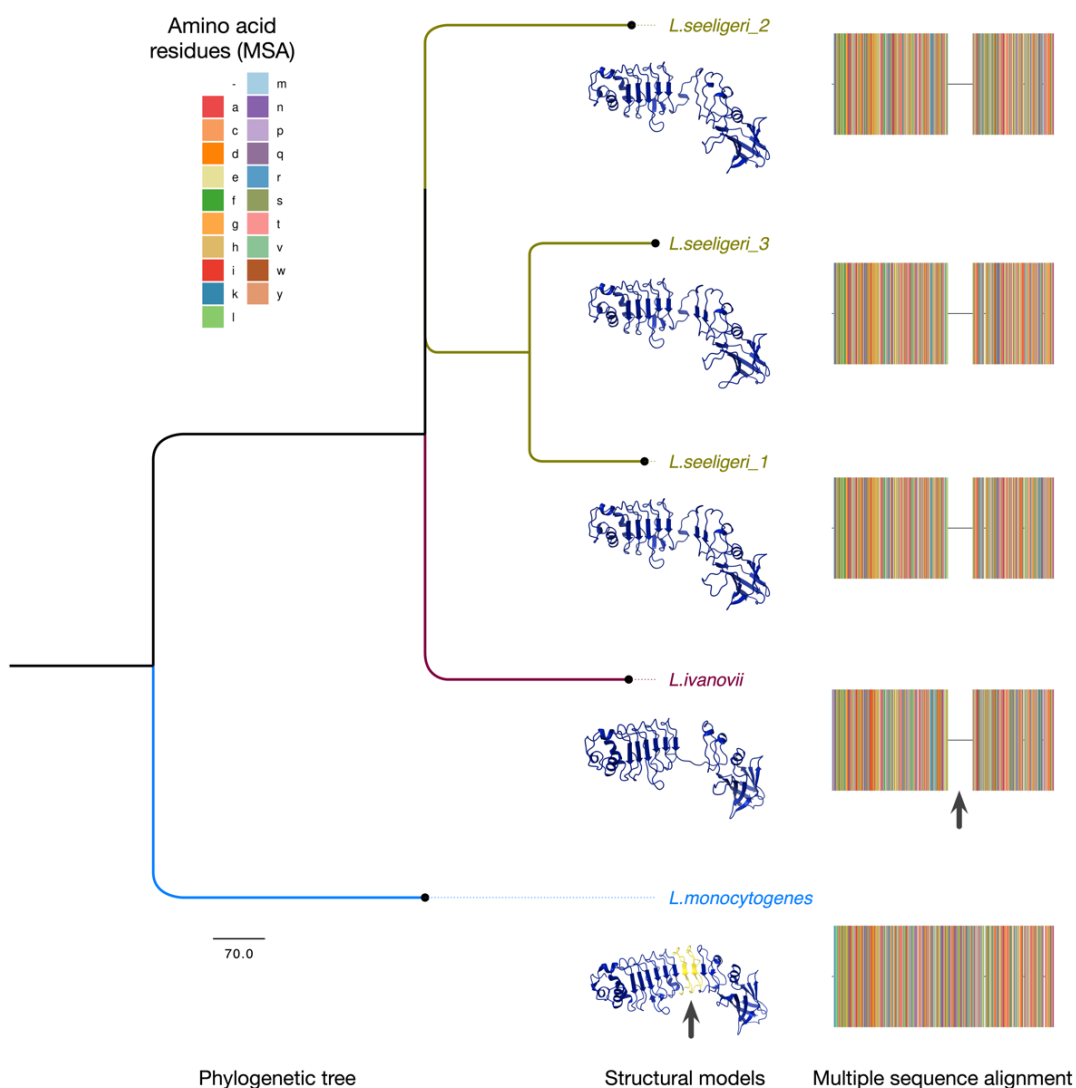 Amino acid
residues (MSA)
- m
a n
c p
d q
e r
f s
g t
h v
i w
k y
l
L.seeligeri_2
L.seeligeri_3
L.seeligeri_1
L.ivanovii
L.monocytogenes
70.0
Phylogenetic tree
Structural models
Multiple sequence alignment